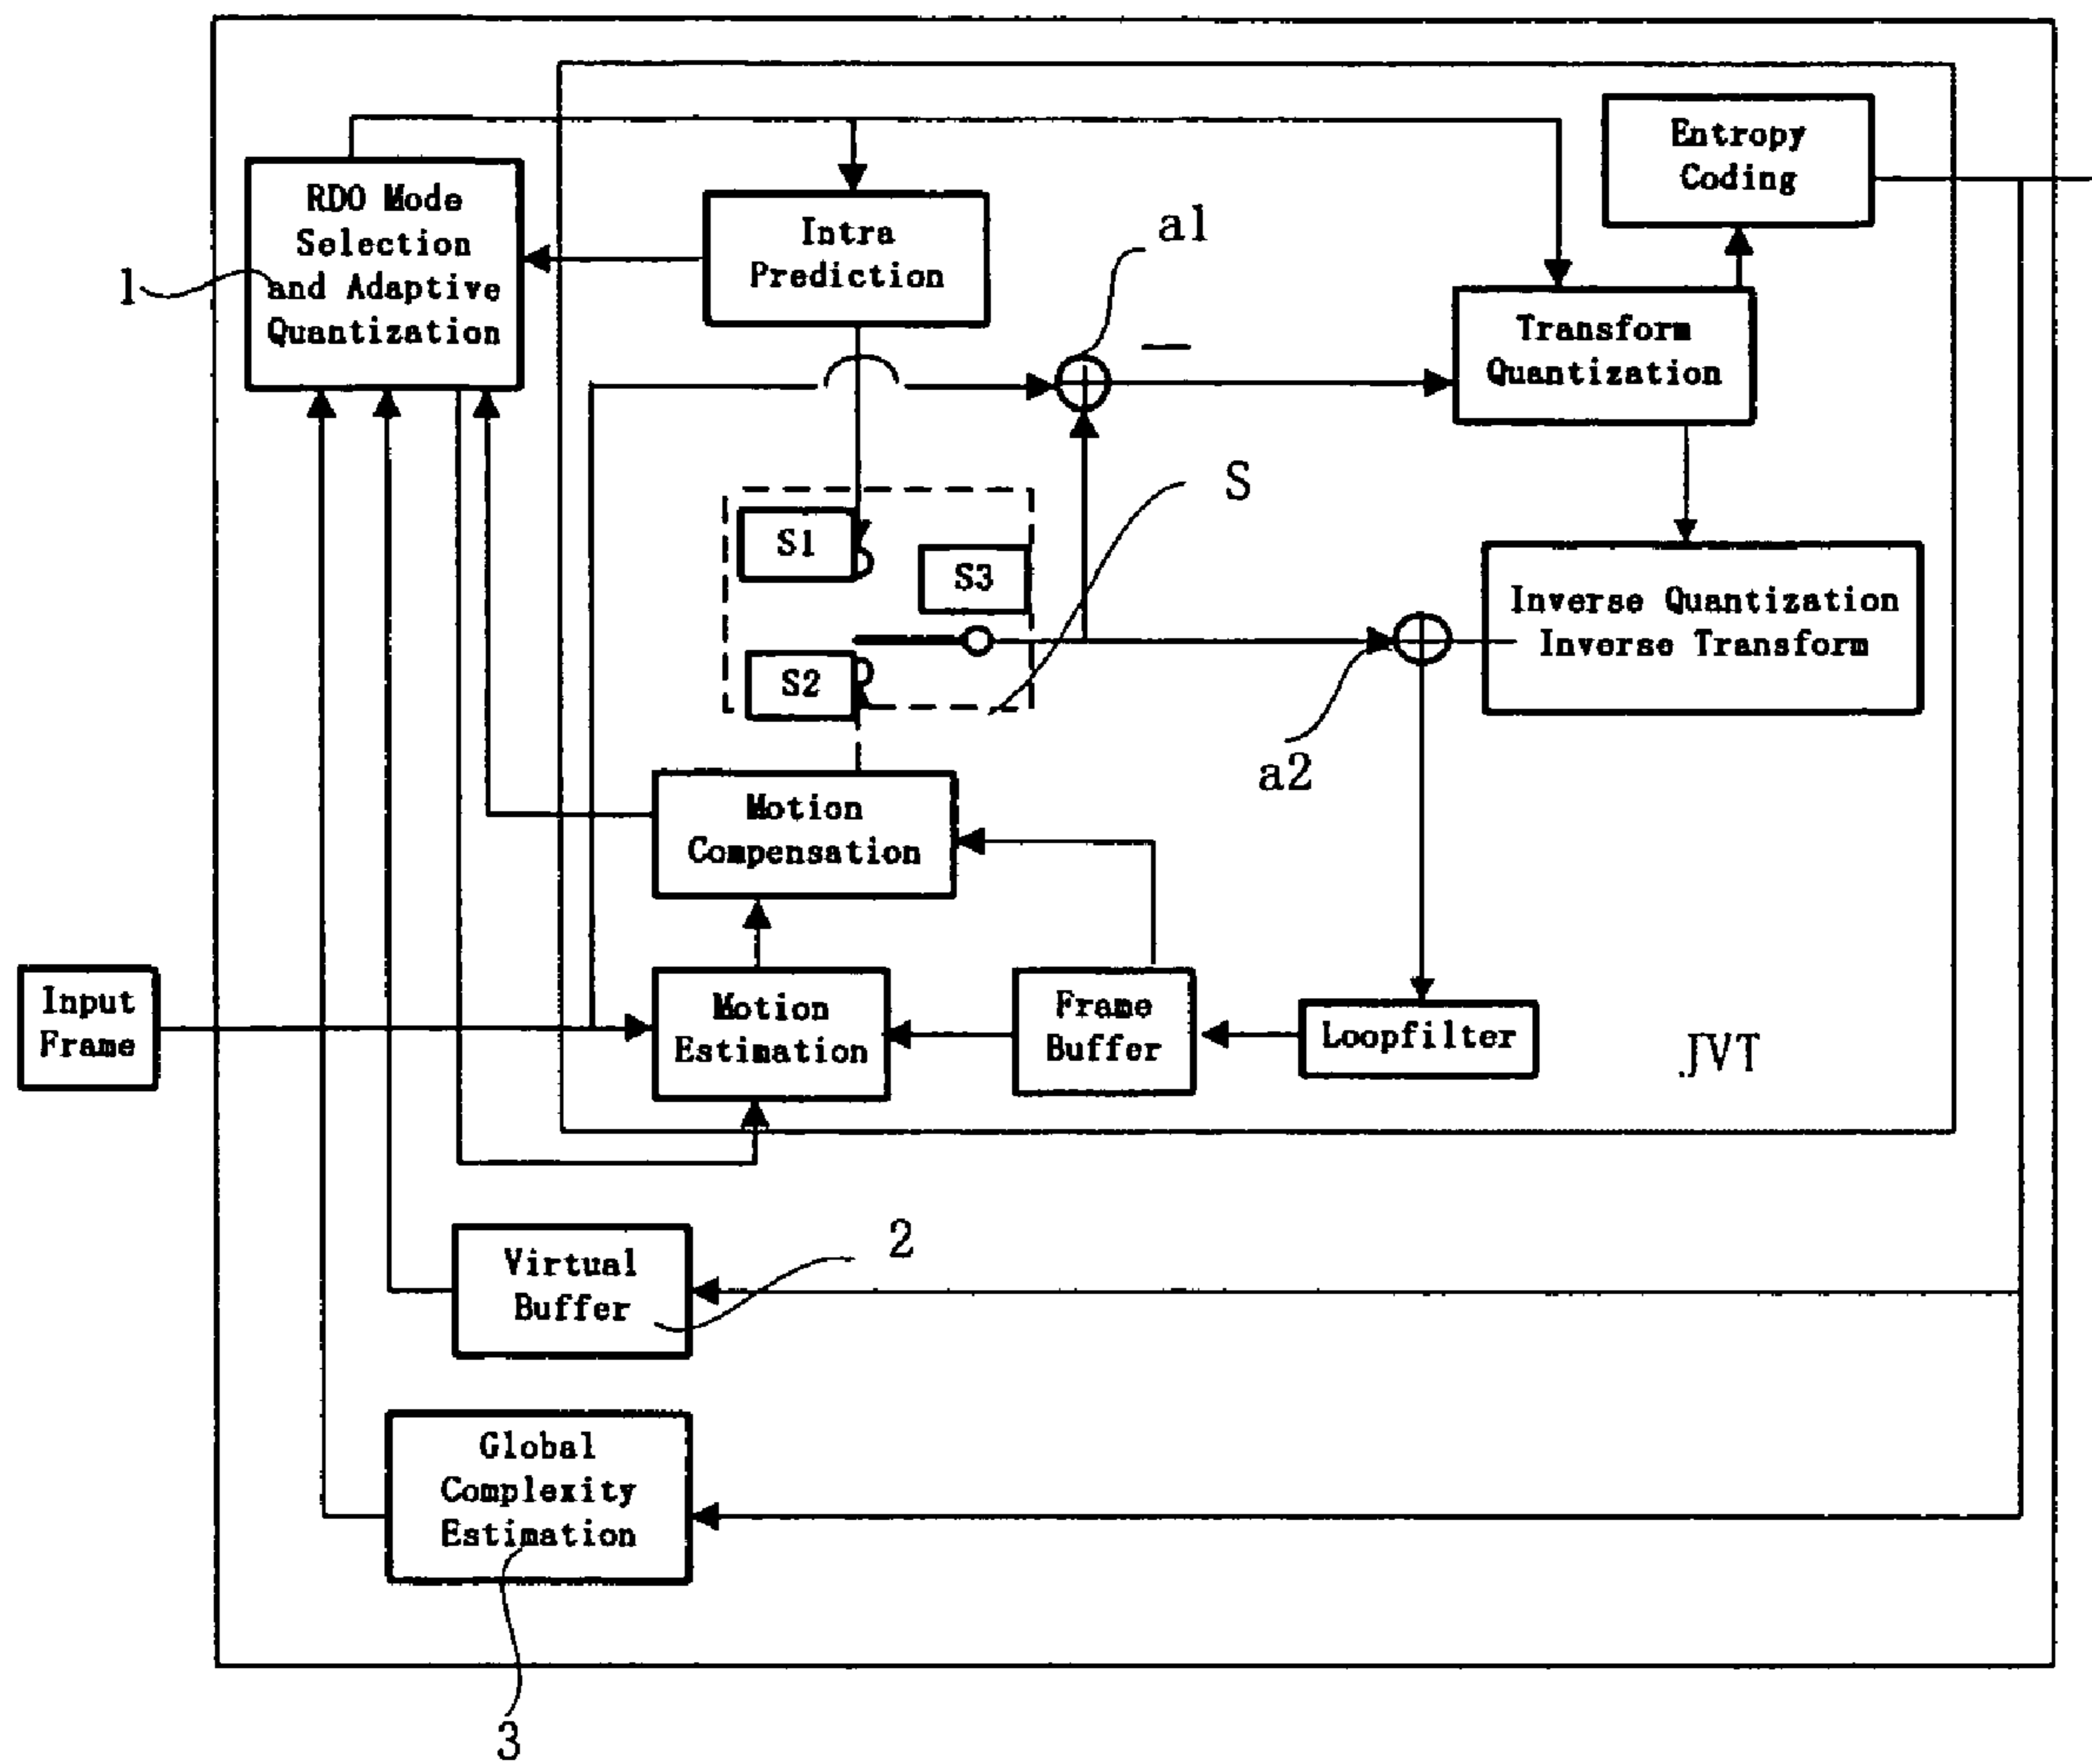 Entropy
Coding
RDO Mode
Selection
and Adaptive
Quantization
1
Intra
Prediction
a1
Transform
Quantization
S
S1
S3
S2
Inverse Quantization
Inverse Transform
a2
Motion
Compensation
Input
Frame
Motion
Estimation
Frame
Buffer
Loopfilter
JVT
Virtual
Buffer
2
Global
Complexity
Estimation
3